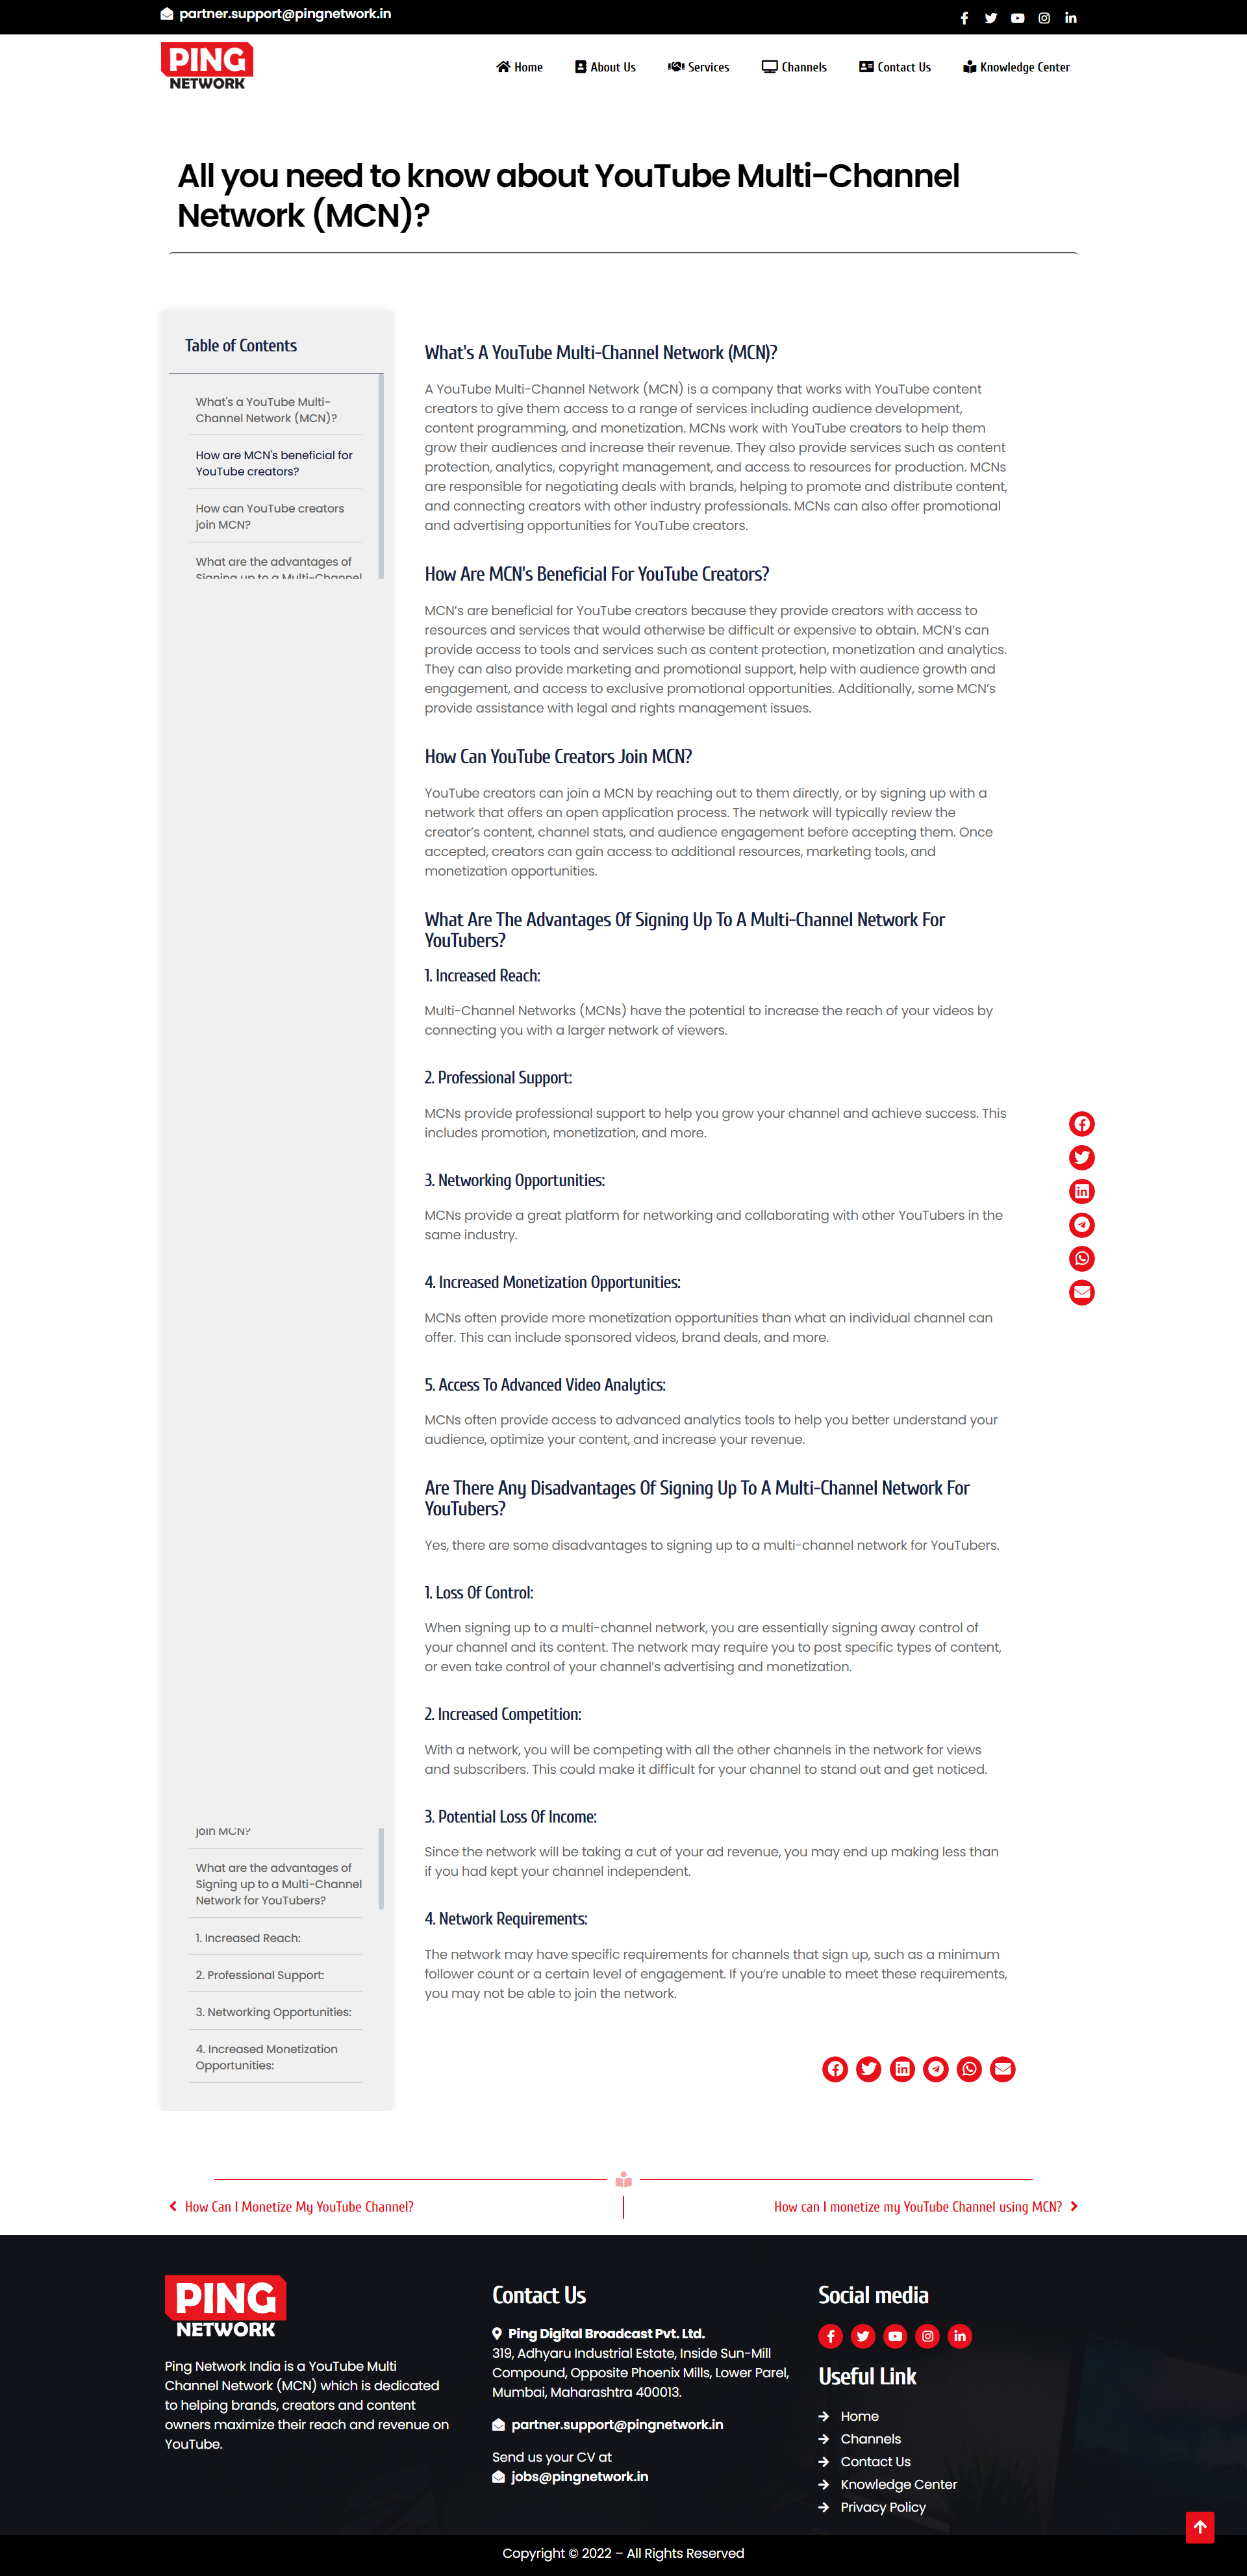 partner.support@pingnetwork.in
PING
NETWORK
Home
About Us
Services
Channels
Contact Us
Knowledge Center
All you need to know about YouTube Multi-Channel
Network (MCN)?
Table of Contents
What's a YouTube Multi-
Channel Network (MCN)?
How are MCN's beneficial for
YouTube creators?
How can YouTube creators
join MCN?
What are the advantages of
Signing up to a Multi-Channel
join MCN?
What are the advantages of
Signing up to a Multi-Channel
Network for YouTubers?
1. Increased Reach:
2. Professional Support:
3. Networking Opportunities:
4. Increased Monetization
Opportunities:
What's A YouTube Multi-Channel Network (MCN)?
A YouTube Multi-Channel Network (MCN) is a company that works with YouTube content
creators to give them access to a range of services including audience development,
content programming, and monetization. MCNs work with YouTube creators to help them
grow their audiences and increase their revenue. They also provide services such as content
protection, analytics, copyright management, and access to resources for production. MCNs
are responsible for negotiating deals with brands, helping to promote and distribute content,
and connecting creators with other industry professionals. MCNs can also offer promotional
and advertising opportunities for YouTube creators.
How Are MCN's Beneficial For YouTube Creators?
MCN’s are beneficial for YouTube creators because they provide creators with access to
resources and services that would otherwise be difficult or expensive to obtain. MCN’s can
provide access to tools and services such as content protection, monetization and analytics.
They can also provide marketing and promotional support, help with audience growth and
engagement, and access to exclusive promotional opportunities. Additionally, some MCN’s
provide assistance with legal and rights management issues.
How Can YouTube Creators Join MCN?
YouTube creators can join a MCN by reaching out to them directly, or by signing up with a
network that offers an open application process. The network will typically review the
creator’s content, channel stats, and audience engagement before accepting them. Once
accepted, creators can gain access to additional resources, marketing tools, and
monetization opportunities.
What Are The Advantages Of Signing Up To A Multi-Channel Network For
YouTubers?
1. Increased Reach:
Multi-Channel Networks (MCNs) have the potential to increase the reach of your videos by
connecting you with a larger network of viewers.
2. Professional Support:
MCNs provide professional support to help you grow your channel and achieve success. This
includes promotion, monetization, and more.
3. Networking Opportunities:
MCNs provide a great platform for networking and collaborating with other YouTubers in the
same industry.
4. Increased Monetization Opportunities:
MCNs often provide more monetization opportunities than what an individual channel can
offer. This can include sponsored videos, brand deals, and more.
5. Access To Advanced Video Analytics:
MCNs often provide access to advanced analytics tools to help you better understand your
audience, optimize your content, and increase your revenue.
Are There Any Disadvantages Of Signing Up To A Multi-Channel Network For
YouTubers?
Yes, there are some disadvantages to signing up to a multi-channel network for YouTubers.
1. Loss Of Control:
When signing up to a multi-channel network, you are essentially signing away control of
your channel and its content. The network may require you to post specific types of content,
or even take control of your channel’s advertising and monetization.
2. Increased Competition:
With a network, you will be competing with all the other channels in the network for views
and subscribers. This could make it difficult for your channel to stand out and get noticed.
3. Potential Loss Of Income:
Since the network will be taking a cut of your ad revenue, you may end up making less than
if you had kept your channel independent.
4. Network Requirements:
The network may have specific requirements for channels that sign up, such as a minimum
follower count or a certain level of engagement. If you’re unable to meet these requirements,
you may not be able to join the network.
How Can I Monetize My YouTube Channel?
How can I monetize my YouTube Channel using MCN?
PING
NETWORK
Ping Network India is a YouTube Multi
Channel Network (MCN) which is dedicated
to helping brands, creators and content
owners maximize their reach and revenue on
YouTube.
Contact Us
Ping Digital Broadcast Pvt. Ltd.
319, Adhyaru Industrial Estate, Inside Sun-Mill
Compound, Opposite Phoenix Mills, Lower Parel,
Mumbai, Maharashtra 400013.
partner.support@pingnetwork.in
Send us your CV at
jobs@pingnetwork.in
Social media
Useful Link
Home
Channels
Contact Us
Knowledge Center
Privacy Policy
Copyright © 2022 – All Rights Reserved